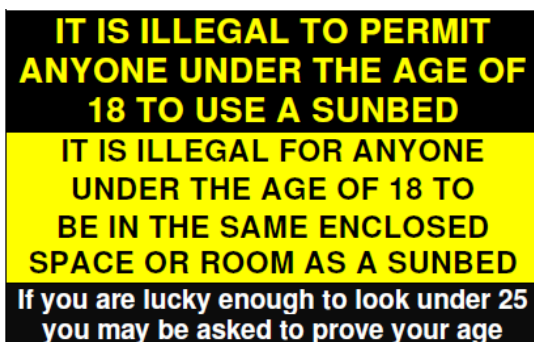 IT IS ILLEGAL TO PERMIT
ANYONE UNDER THE AGE OF
18 TO USE A SUNBED
IT IS ILLEGAL FOR ANYONE
UNDER THE AGE OF 18 TO
BE IN THE SAME ENCLOSED
SPACE OR ROOM AS A SUNBED
If you are lucky enough to look under 25
you may be asked to prove your age